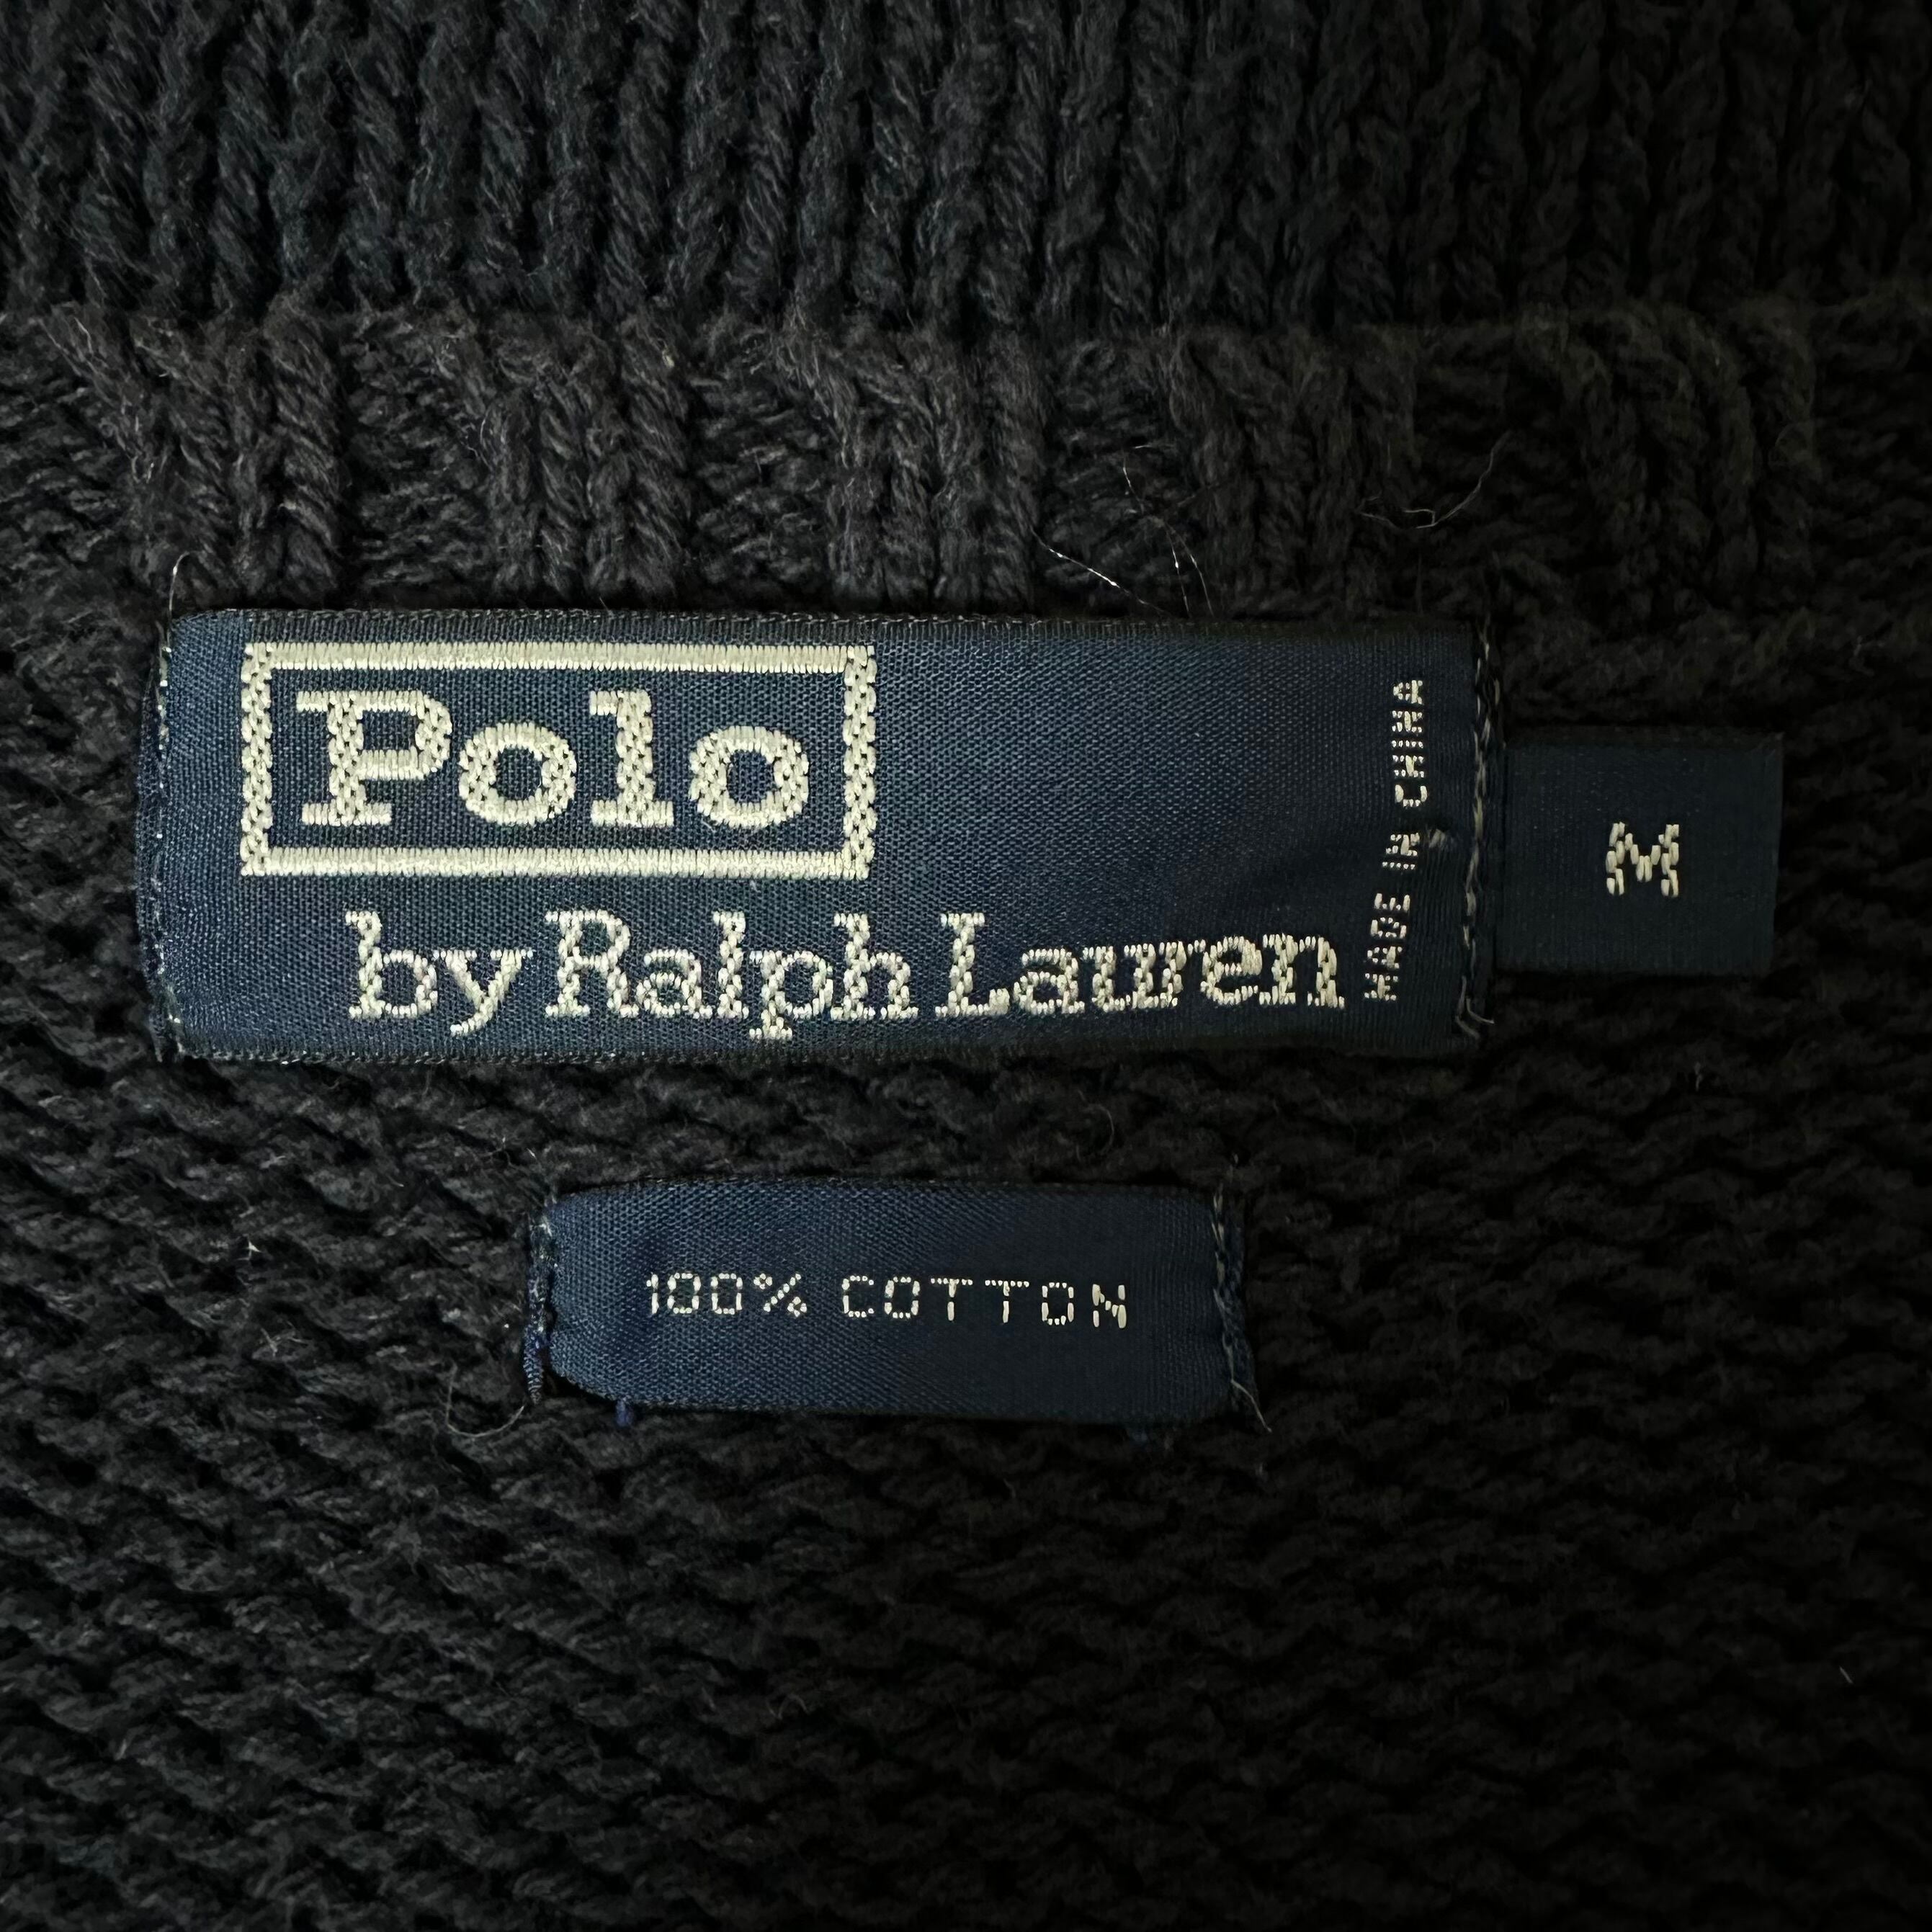 Polo
by Ralph Lauren
MADE IN CHINA
M
100% COTTON